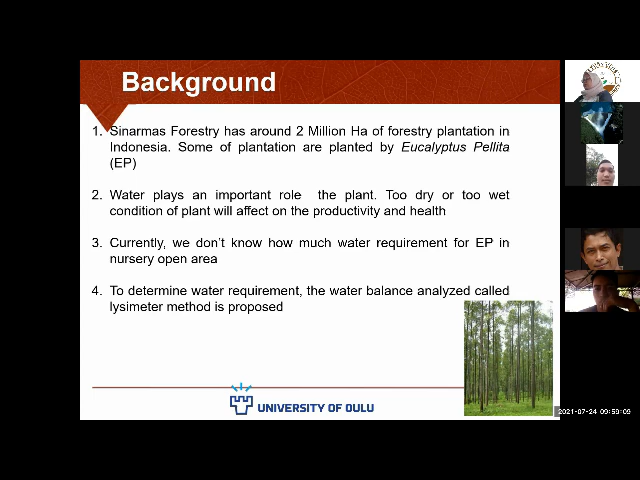 Background
1. Sinarmas Forestry has around 2 Million Ha of forestry plantation in
Indonesia. Some of plantation are planted by Eucalyptus Pellita
(EP)
2. Water plays an important role the plant. Too dry or too wet
condition of plant will affect on the productivity and health
3. Currently, we don't know how much water requirement for EP in
nursery open area
4. To determine water requirement, the water balance analyzed called
lysimeter method is proposed
UNIVERSITY OF OULU
2021-07-24 09:59:09